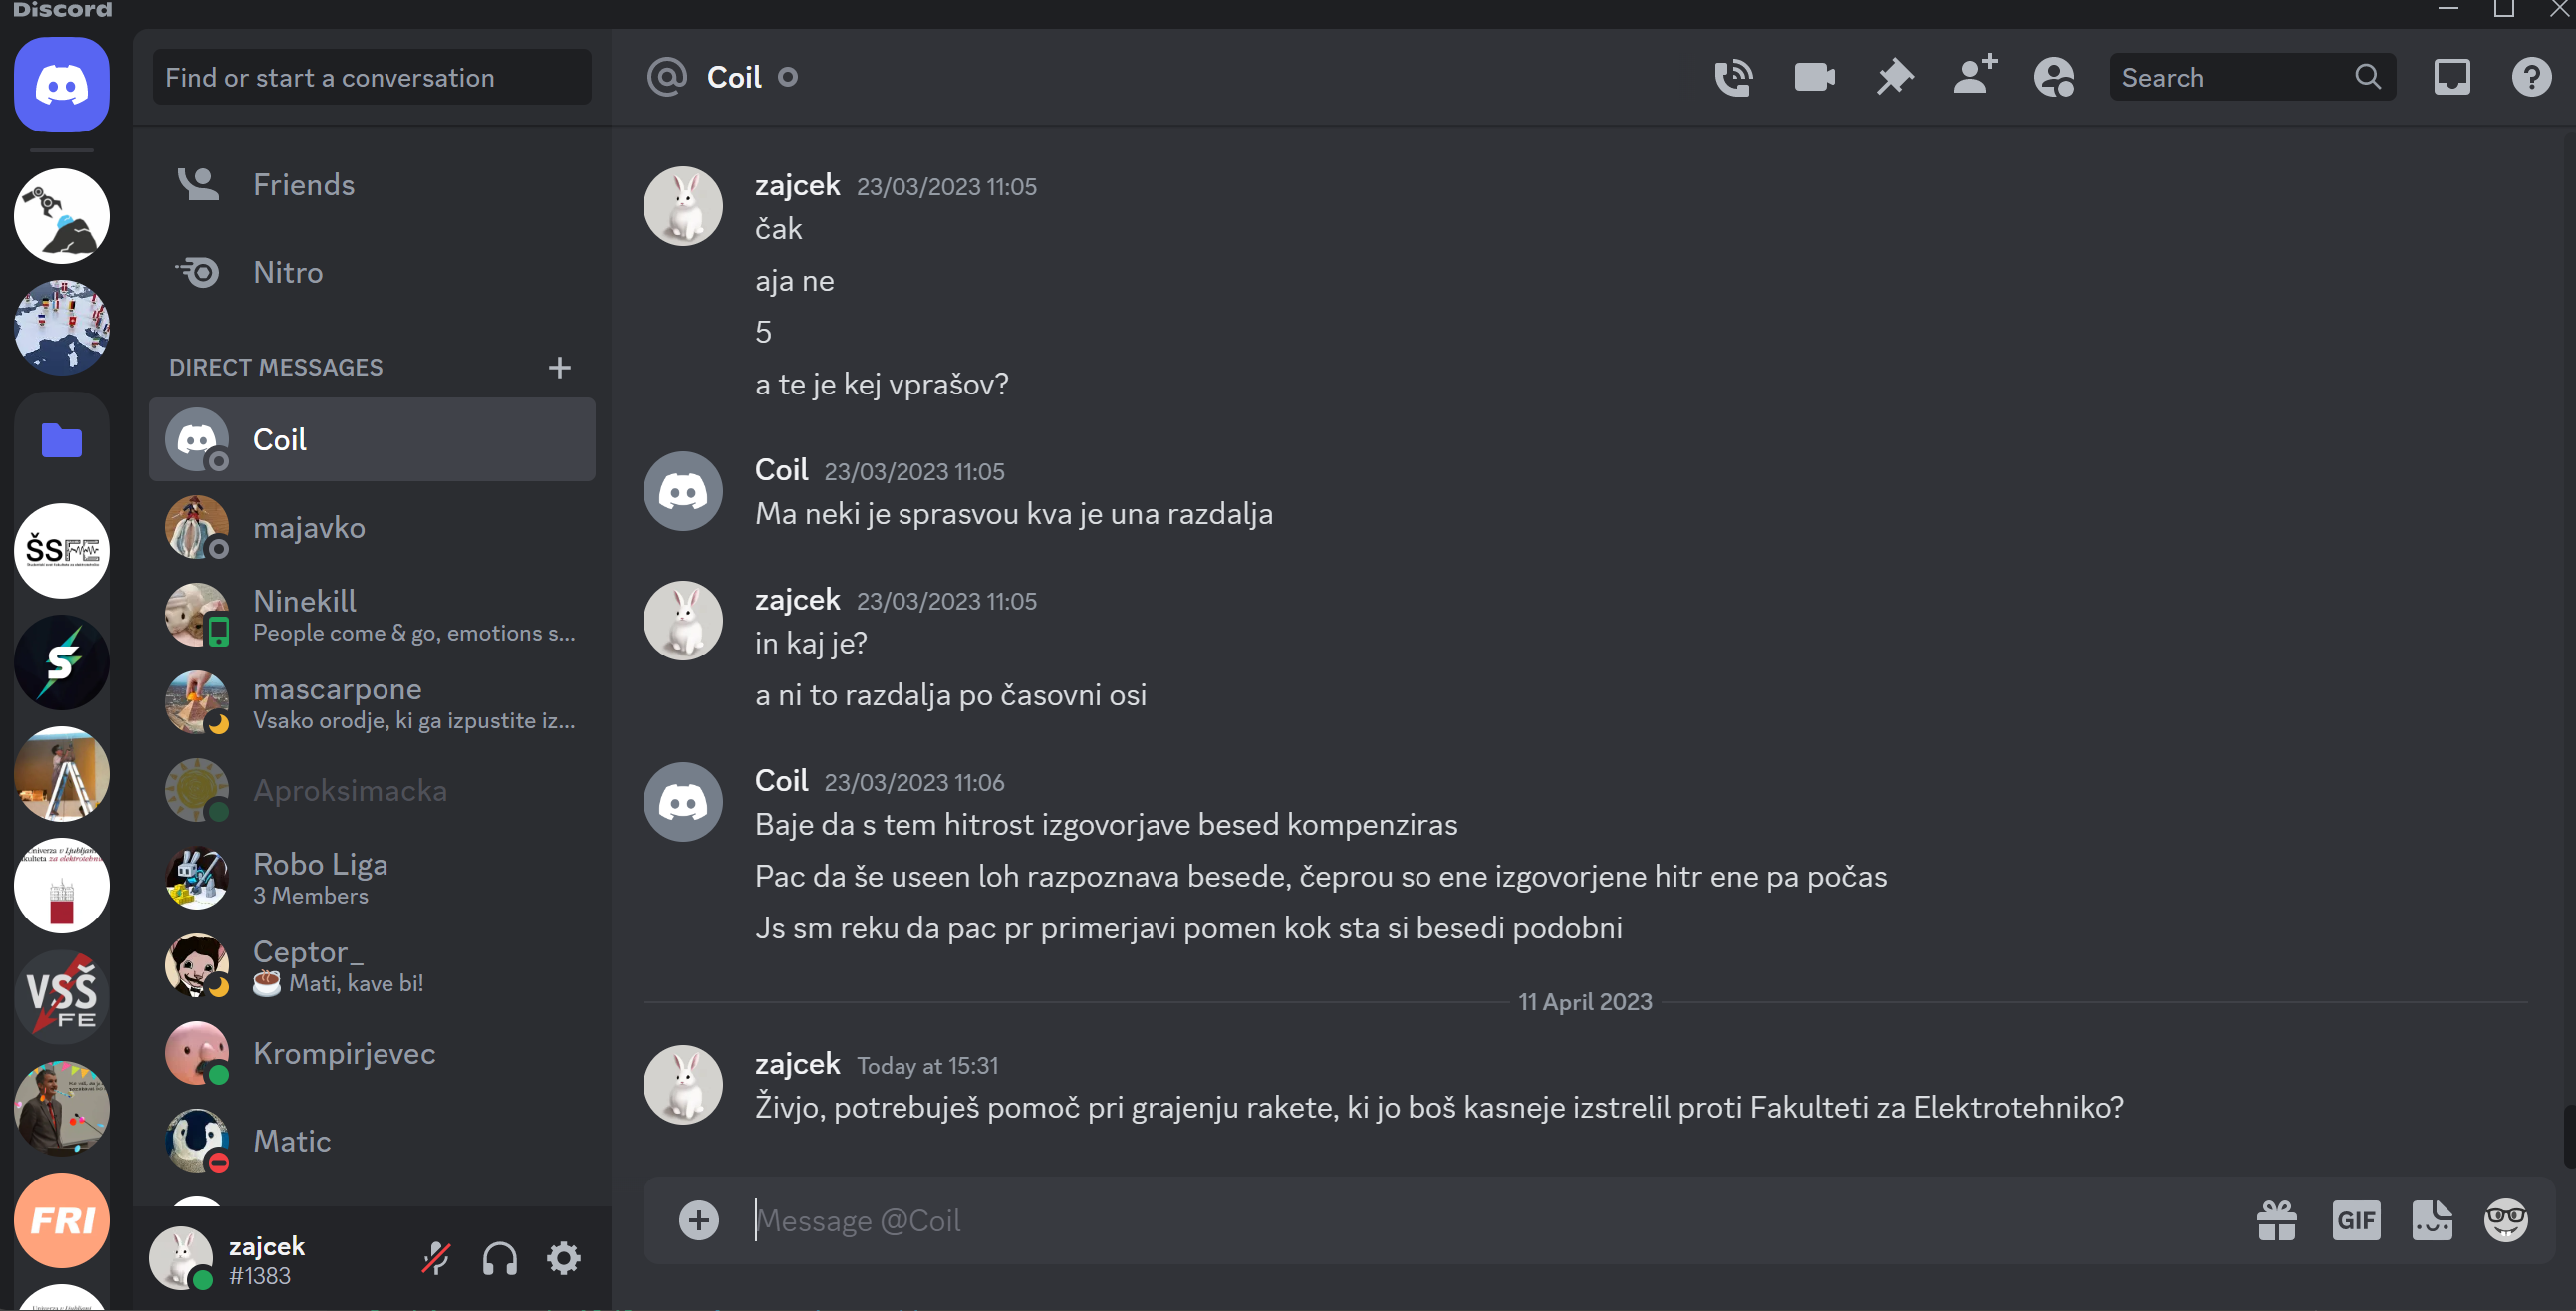 Discord
Find or start a conversation
Friends
Nitro
DIRECT MESSAGES
Coil
majavko
Ninekill
People come & go, emotions s...
mascarpone
Vsako orodje, ki ga izpustite iz...
Aproksimacka
Robo Liga
3 Members
Ceptor_
Mati, kave bi!
Krompirjevec
Matic
zajcek
#1383
ŠSFE
S
Univerza v Ljubljani
Fakulteta za elektrotehniko
VSŠ
FE
FRI
Coil
Search
zajcek 23/03/2023 11:05
čak
aja ne
5
a te je kej vprašov?
Coil 23/03/2023 11:05
Ma neki je sprasvou kva je una razdalja
zajcek 23/03/2023 11:05
in kaj je?
a ni to razdalja po časovni osi
Coil 23/03/2023 11:06
Baje da s tem hitrost izgovorjave besed kompenziras
Pac da še useen loh razpoznava besede, čeprou so ene izgovorjene hitr ene pa počas
Js sm reku da pac pr primerjavi pomen kok sta si besedi podobni
11 April 2023
zajcek Today at 15:31
Živjo, potrebuješ pomoč pri grajenju rakete, ki jo boš kasneje izstrelil proti Fakulteti za Elektrotehniko?
Message @Coil
GIF